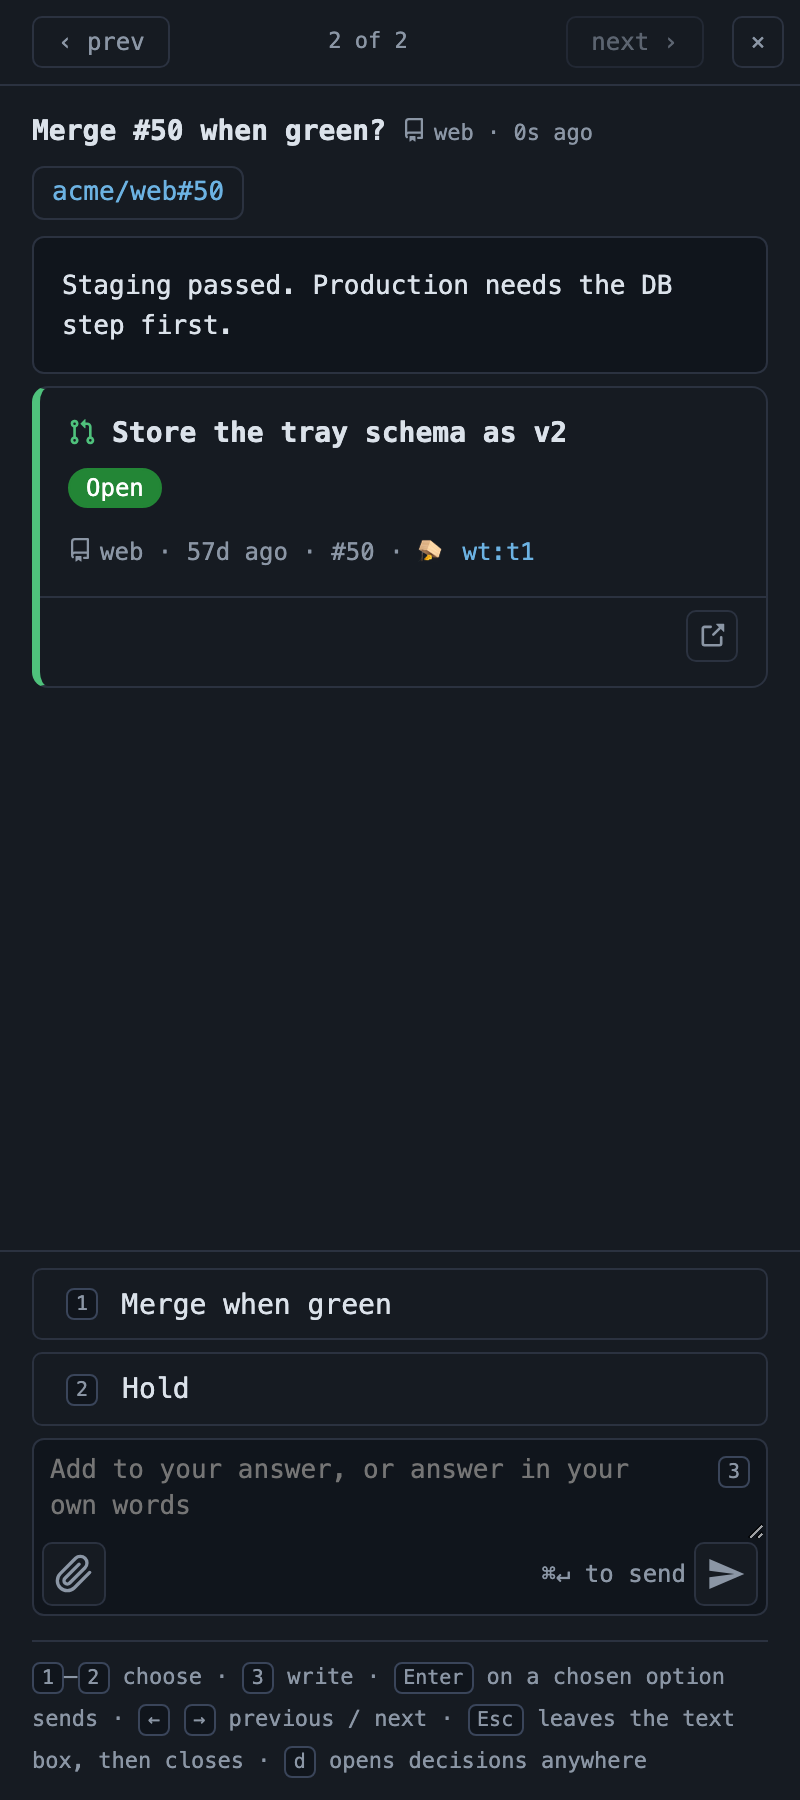 ‹ prev
2 of 2
next ›
×
Merge #50 when green?
web · 0s ago
acme/web#50
Staging passed. Production needs the DB
step first.
Store the tray schema as v2
Open
web · 57d ago · #50 · wt:t1
1 Merge when green
2 Hold
Add to your answer, or answer in your
own words
3
⌘↵ to send
1–2 choose · 3 write · Enter on a chosen option
sends · ← → previous / next · Esc leaves the text
box, then closes · d opens decisions anywhere